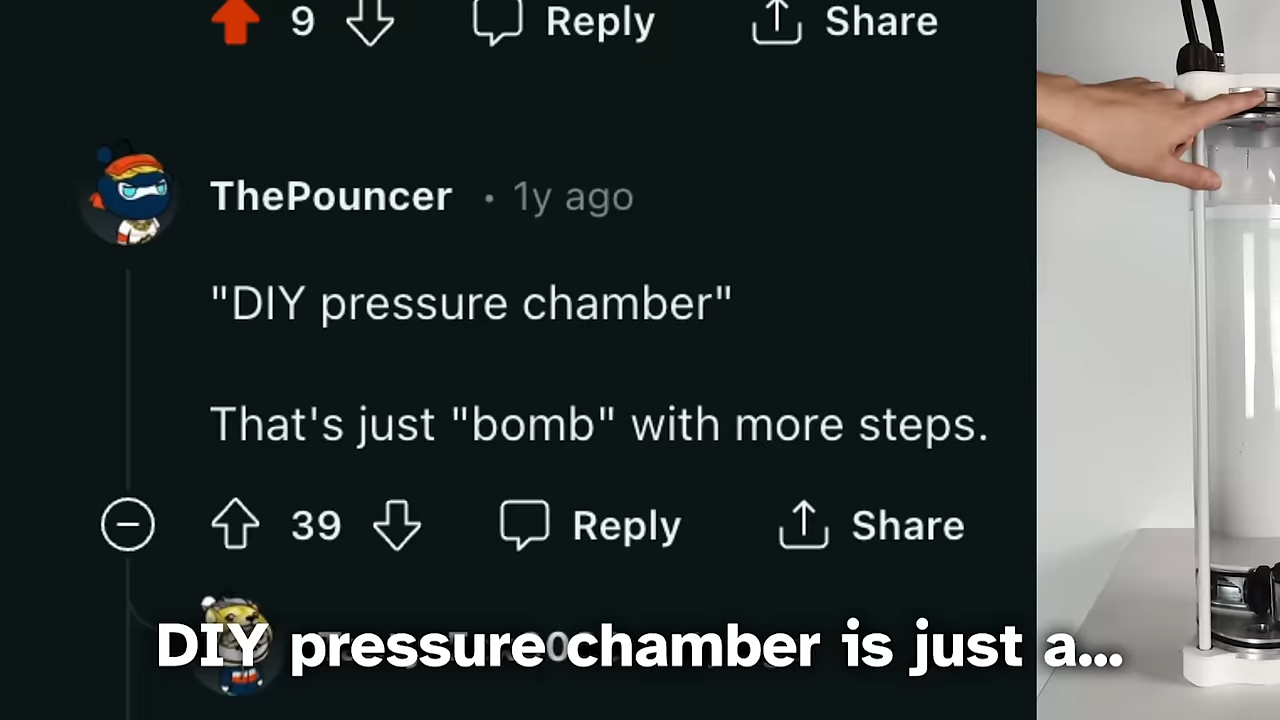 9 Reply Share
ThePouncer • 1y ago
"DIY pressure chamber"
That's just "bomb" with more steps.
39 Reply Share
DIY pressure chamber is just a...